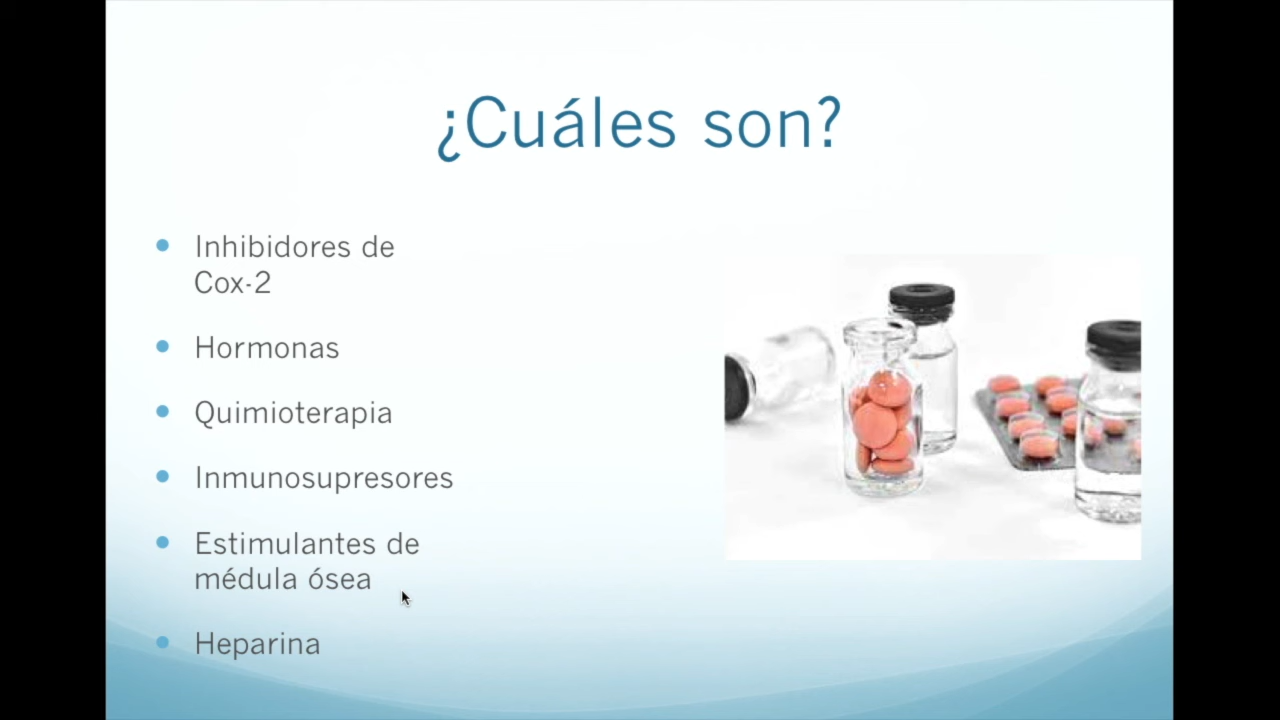 ¿Cuáles son?
Inhibidores de
Cox-2
Hormonas
Quimioterapia
Inmunosupresores
Estimulantes de
médula ósea
Heparina